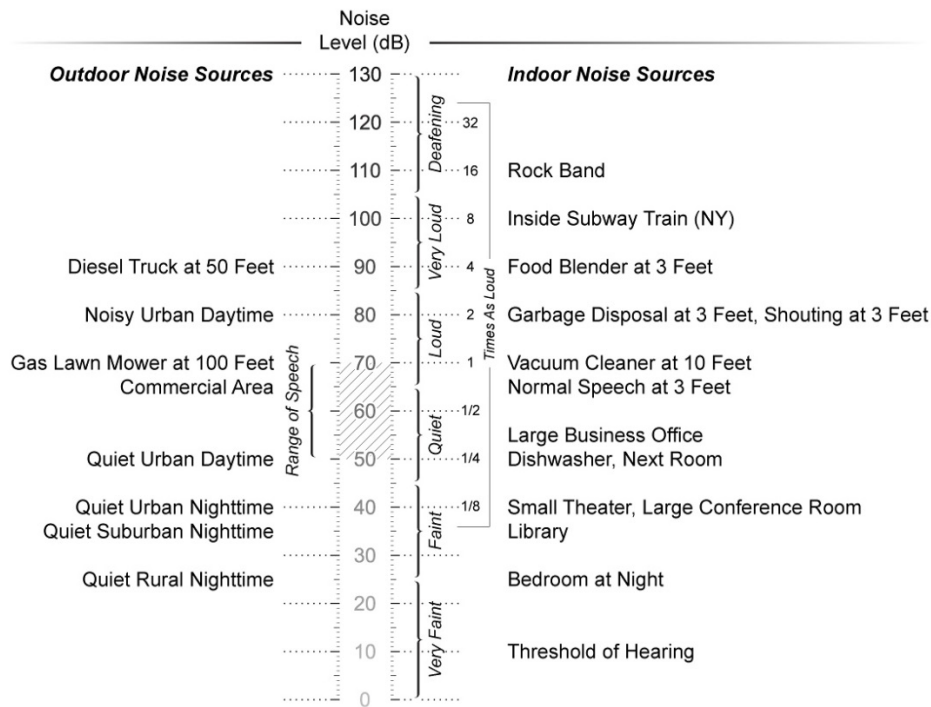 Noise
Level (dB)
Outdoor Noise Sources
130
Indoor Noise Sources
120
32
110
16
Rock Band
100
8
Inside Subway Train (NY)
Diesel Truck at 50 Feet
90
4
Food Blender at 3 Feet
Noisy Urban Daytime
80
2
Garbage Disposal at 3 Feet, Shouting at 3 Feet
Gas Lawn Mower at 100 Feet
70
1
Vacuum Cleaner at 10 Feet
Commercial Area
Normal Speech at 3 Feet
60
1/2
Large Business Office
Quiet Urban Daytime
50
1/4
Dishwasher, Next Room
Quiet Urban Nighttime
40
1/8
Small Theater, Large Conference Room
Quiet Suburban Nighttime
Library
30
Quiet Rural Nighttime
Bedroom at Night
20
10
Threshold of Hearing
0
Range of Speech
Deafening
Very Loud
Loud
Quiet
Faint
Very Faint
Times As Loud